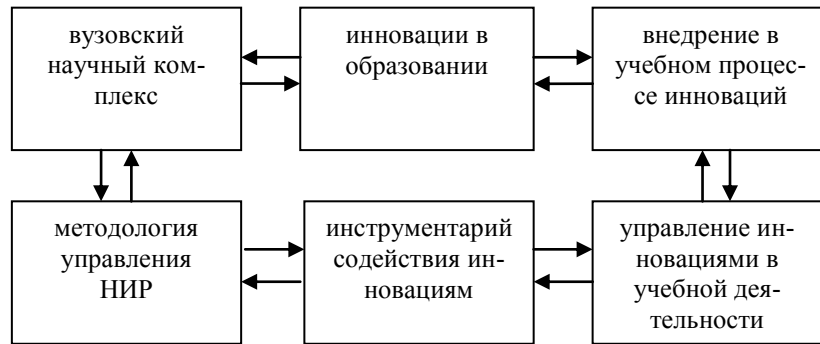 вузовский
научный ком-
плекс
инновации в
образовании
внедрение в
учебном процес-
се инноваций
методология
управления
НИР
инструментарий
содействия ин-
новациям
управление ин-
новациями в
учебной дея-
тельности